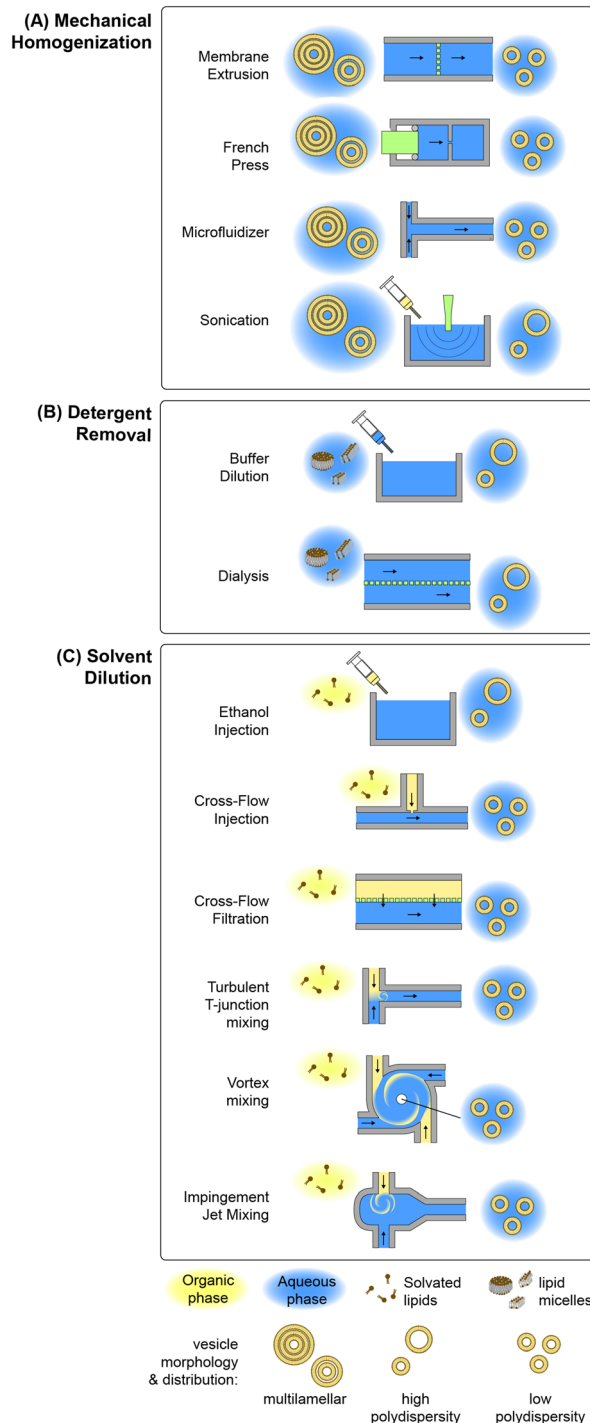 (A) Mechanical
Homogenization
Membrane
Extrusion
French
Press
Microfluidizer
Sonication
(B) Detergent
Removal
Buffer
Dilution
Dialysis
(C) Solvent
Dilution
Ethanol
Injection
Cross-Flow
Injection
Cross-Flow
Filtration
Turbulent
T-junction
mixing
Vortex
mixing
Impingement
Jet Mixing
Organic
phase
Aqueous
phase
Solvated
lipids
lipid
micelles
vesicle
morphology
& distribution:
multilamellar
high
polydispersity
low
polydispersity